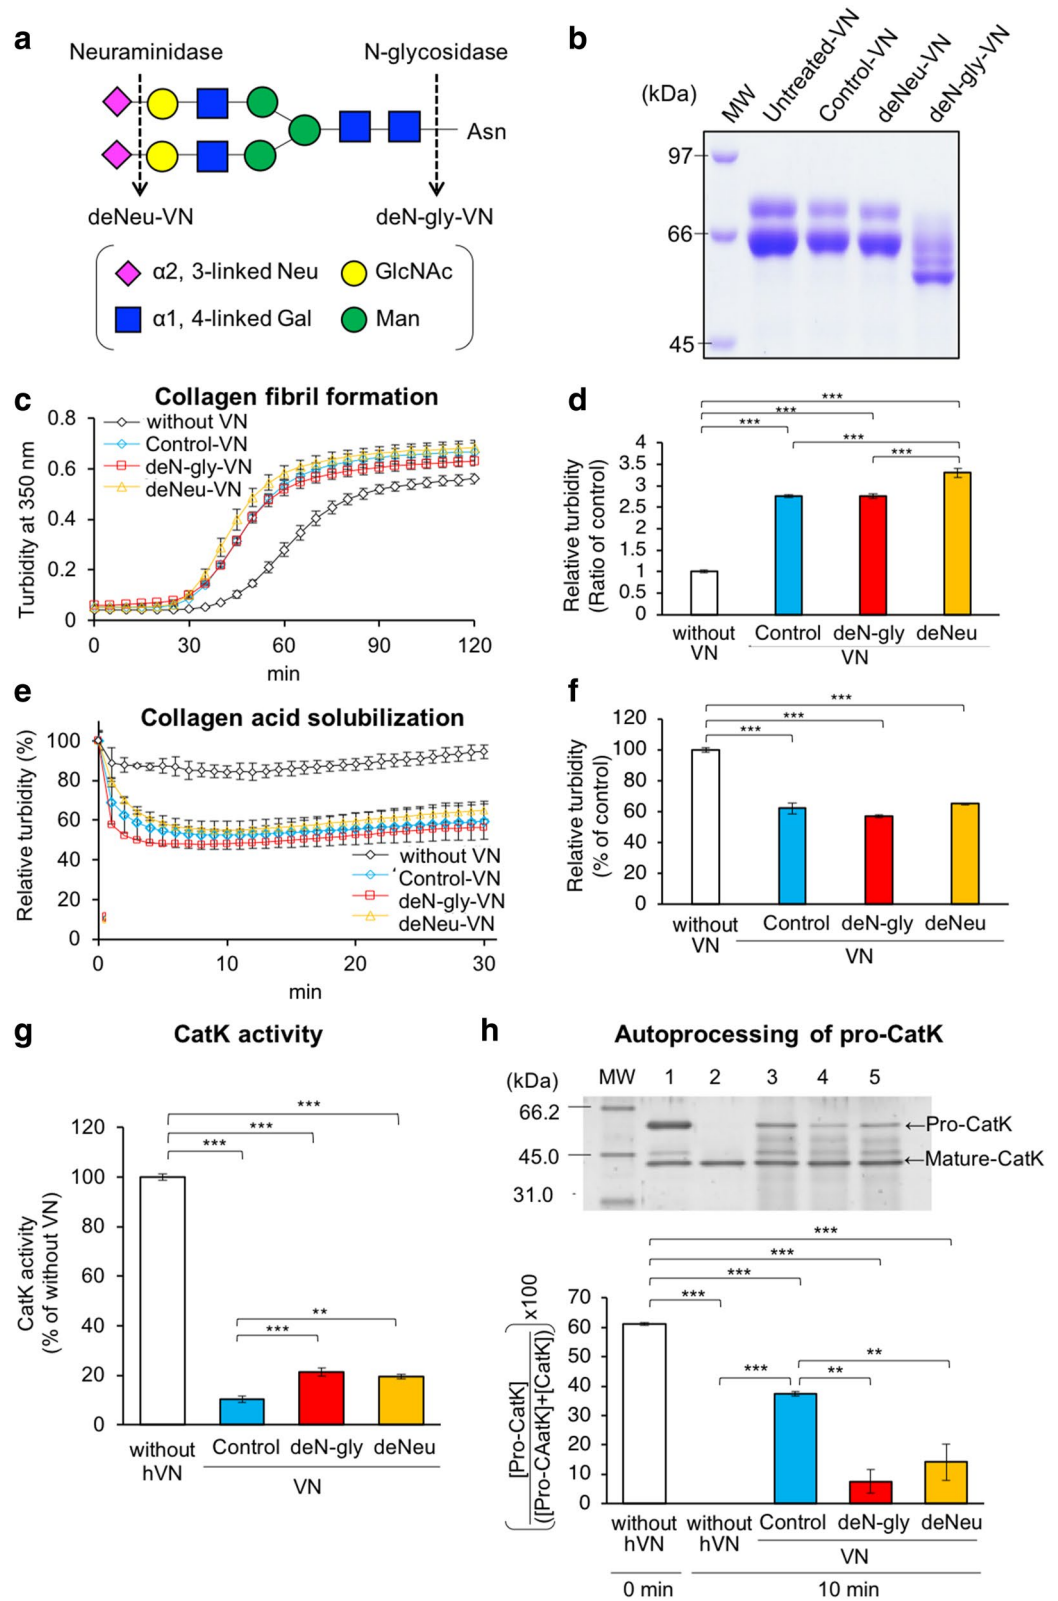 a
Neuraminidase
N-glycosidase
Asn
deNeu-VN
deN-gly-VN
α2, 3-linked Neu
GlcNAc
α1, 4-linked Gal
Man
b
(kDa)
MW
Untreated-VN
Control-VN
deNeu-VN
deN-gly-VN
97
66
45
c
Collagen fibril formation
Turbidity at 350 nm
0.8
0.6
0.4
0.2
0
without VN
Control-VN
deN-gly-VN
deNeu-VN
0 30 60 90 120
min
d
Relative turbidity
(Ratio of control)
4
3.5
3
2.5
2
1.5
1
0.5
0
***
***
***
***
***
without
VN
Control deN-gly deNeu
VN
e
Collagen acid solubilization
Relative turbidity (%)
100
80
60
40
20
0
without VN
Control-VN
deN-gly-VN
deNeu-VN
0 10 20 30
min
f
Relative turbidity
(% of control)
120
100
80
60
40
20
0
***
***
***
without
VN
Control deN-gly deNeu
VN
g
CatK activity
CatK activity
(% of without VN)
120
100
80
60
40
20
0
***
***
***
**
***
without
hVN
Control deN-gly deNeu
VN
h
Autoprocessing of pro-CatK
(kDa) MW 1 2 3 4 5
66.2
45.0
31.0
←Pro-CatK
←Mature-CatK
[Pro-CatK]
([Pro-CAatK]+[CatK])
x100
70
60
50
40
30
20
10
0
***
***
***
***
**
***
**
without
hVN
without
hVN
Control deN-gly deNeu
VN
0 min
10 min